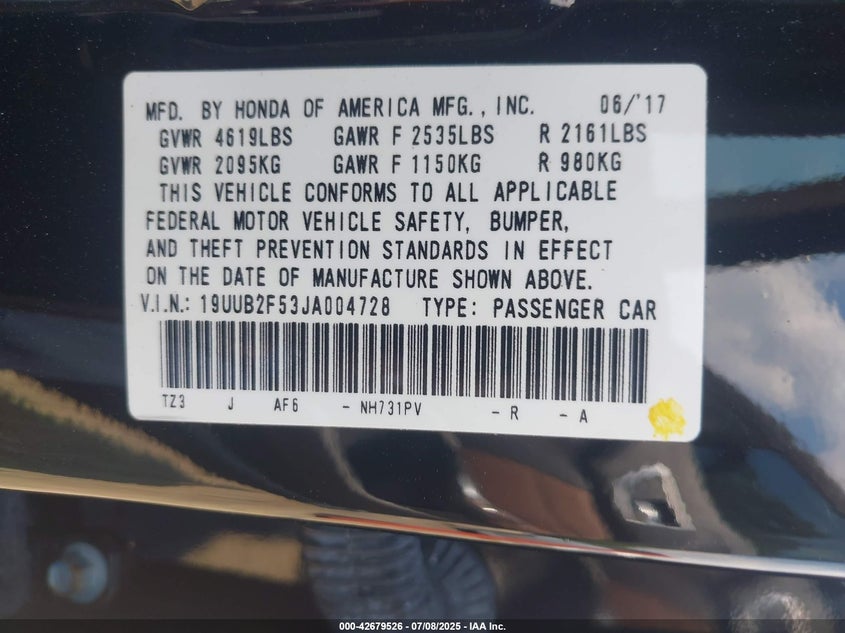 MFD. BY HONDA OF AMERICA MFG., INC. 06/'17
GVWR 4619LBS GAWR F 2535LBS R 2161LBS
GVWR 2095KG GAWR F 1150KG R 980KG
THIS VEHICLE CONFORMS TO ALL APPLICABLE
FEDERAL MOTOR VEHICLE SAFETY, BUMPER,
AND THEFT PREVENTION STANDARDS IN EFFECT
ON THE DATE OF MANUFACTURE SHOWN ABOVE.
V.I.N.: 19UUB2F53JA004728 TYPE: PASSENGER CAR
TZ3 J AF6 - NH731PV - R - A
000-42679526 - 07/08/2025 - IAA Inc.